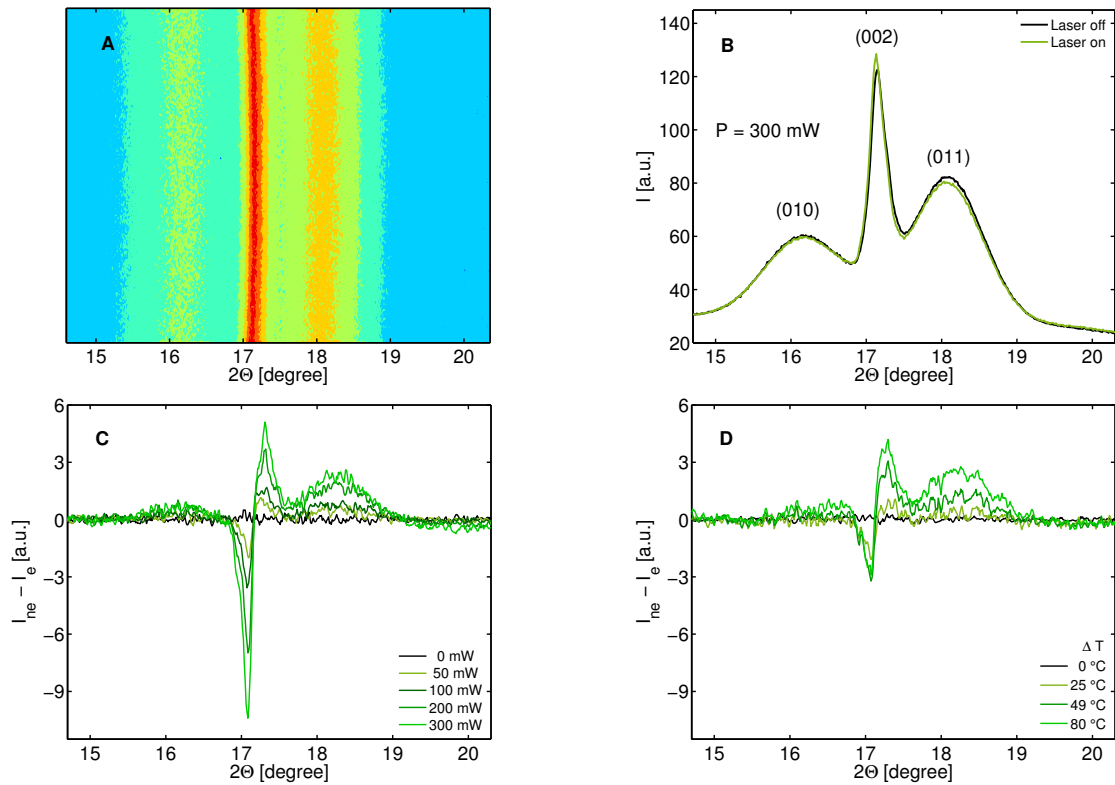 A
15 16 17 18 19 20
2Θ [degree]
B
(002)
Laser off
Laser on
P = 300 mW
(010)
(011)
I [a.u.]
140
120
100
80
60
40
20
15 16 17 18 19 20
2Θ [degree]
C
I_ne − I_e [a.u.]
6
3
0
−3
−6
−9
0 mW
50 mW
100 mW
200 mW
300 mW
15 16 17 18 19 20
2Θ [degree]
D
I_ne − I_e [a.u.]
6
3
0
−3
−6
−9
Δ T
0 °C
25 °C
49 °C
80 °C
15 16 17 18 19 20
2Θ [degree]